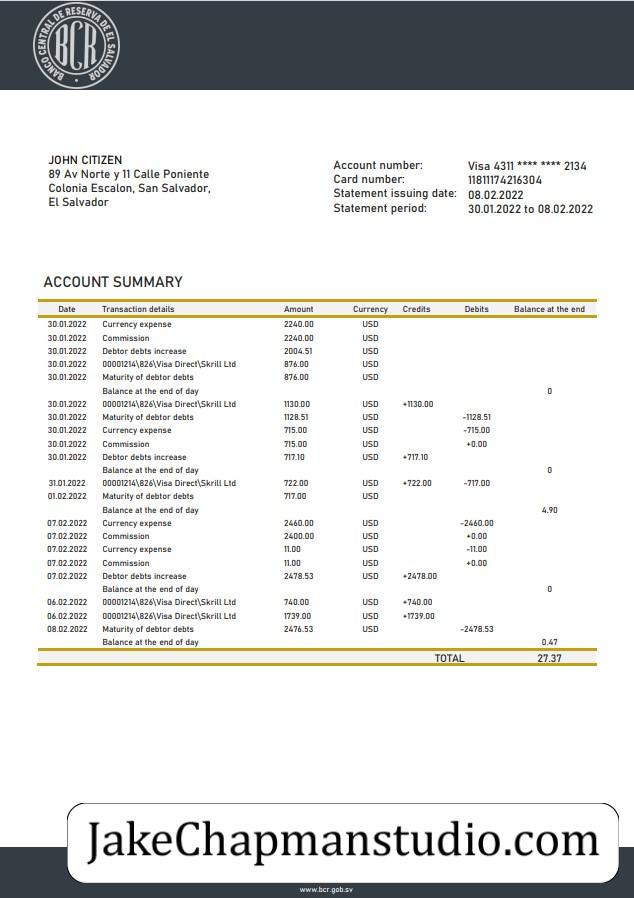 BANCO CENTRAL DE RESERVA DE EL SALVADOR
BCR
JOHN CITIZEN
89 Av Norte y 11 Calle Poniente
Colonia Escalon, San Salvador,
El Salvador
Account number: Visa 4311 **** **** 2134
Card number: 11811174216304
Statement issuing date: 08.02.2022
Statement period: 30.01.2022 to 08.02.2022
ACCOUNT SUMMARY
Date Transaction details Amount Currency Credits Debits Balance at the end
30.01.2022 Currency expense 2240.00 USD
30.01.2022 Commission 2240.00 USD
30.01.2022 Debtor debts increase 2004.51 USD
30.01.2022 00001214\826\Visa Direct\Skrill Ltd 876.00 USD
30.01.2022 Maturity of debtor debts 876.00 USD
Balance at the end of day 0
30.01.2022 00001214\826\Visa Direct\Skrill Ltd 1130.00 USD +1130.00
30.01.2022 Maturity of debtor debts 1128.51 USD -1128.51
30.01.2022 Currency expense 715.00 USD -715.00
30.01.2022 Commission 715.00 USD +0.00
30.01.2022 Debtor debts increase 717.10 USD +717.10
Balance at the end of day 0
31.01.2022 00001214\826\Visa Direct\Skrill Ltd 722.00 USD +722.00 -717.00
01.02.2022 Maturity of debtor debts 717.00 USD
Balance at the end of day 4.90
07.02.2022 Currency expense 2460.00 USD -2460.00
07.02.2022 Commission 2400.00 USD +0.00
07.02.2022 Currency expense 11.00 USD -11.00
07.02.2022 Commission 11.00 USD +0.00
07.02.2022 Debtor debts increase 2478.53 USD +2478.00
Balance at the end of day 0
06.02.2022 00001214\826\Visa Direct\Skrill Ltd 740.00 USD +740.00
06.02.2022 00001214\826\Visa Direct\Skrill Ltd 1739.00 USD +1739.00
08.02.2022 Maturity of debtor debts 2476.53 USD -2478.53
Balance at the end of day 0.47
TOTAL 27.37
JakeChapmanstudio.com
www.bcr.gob.sv